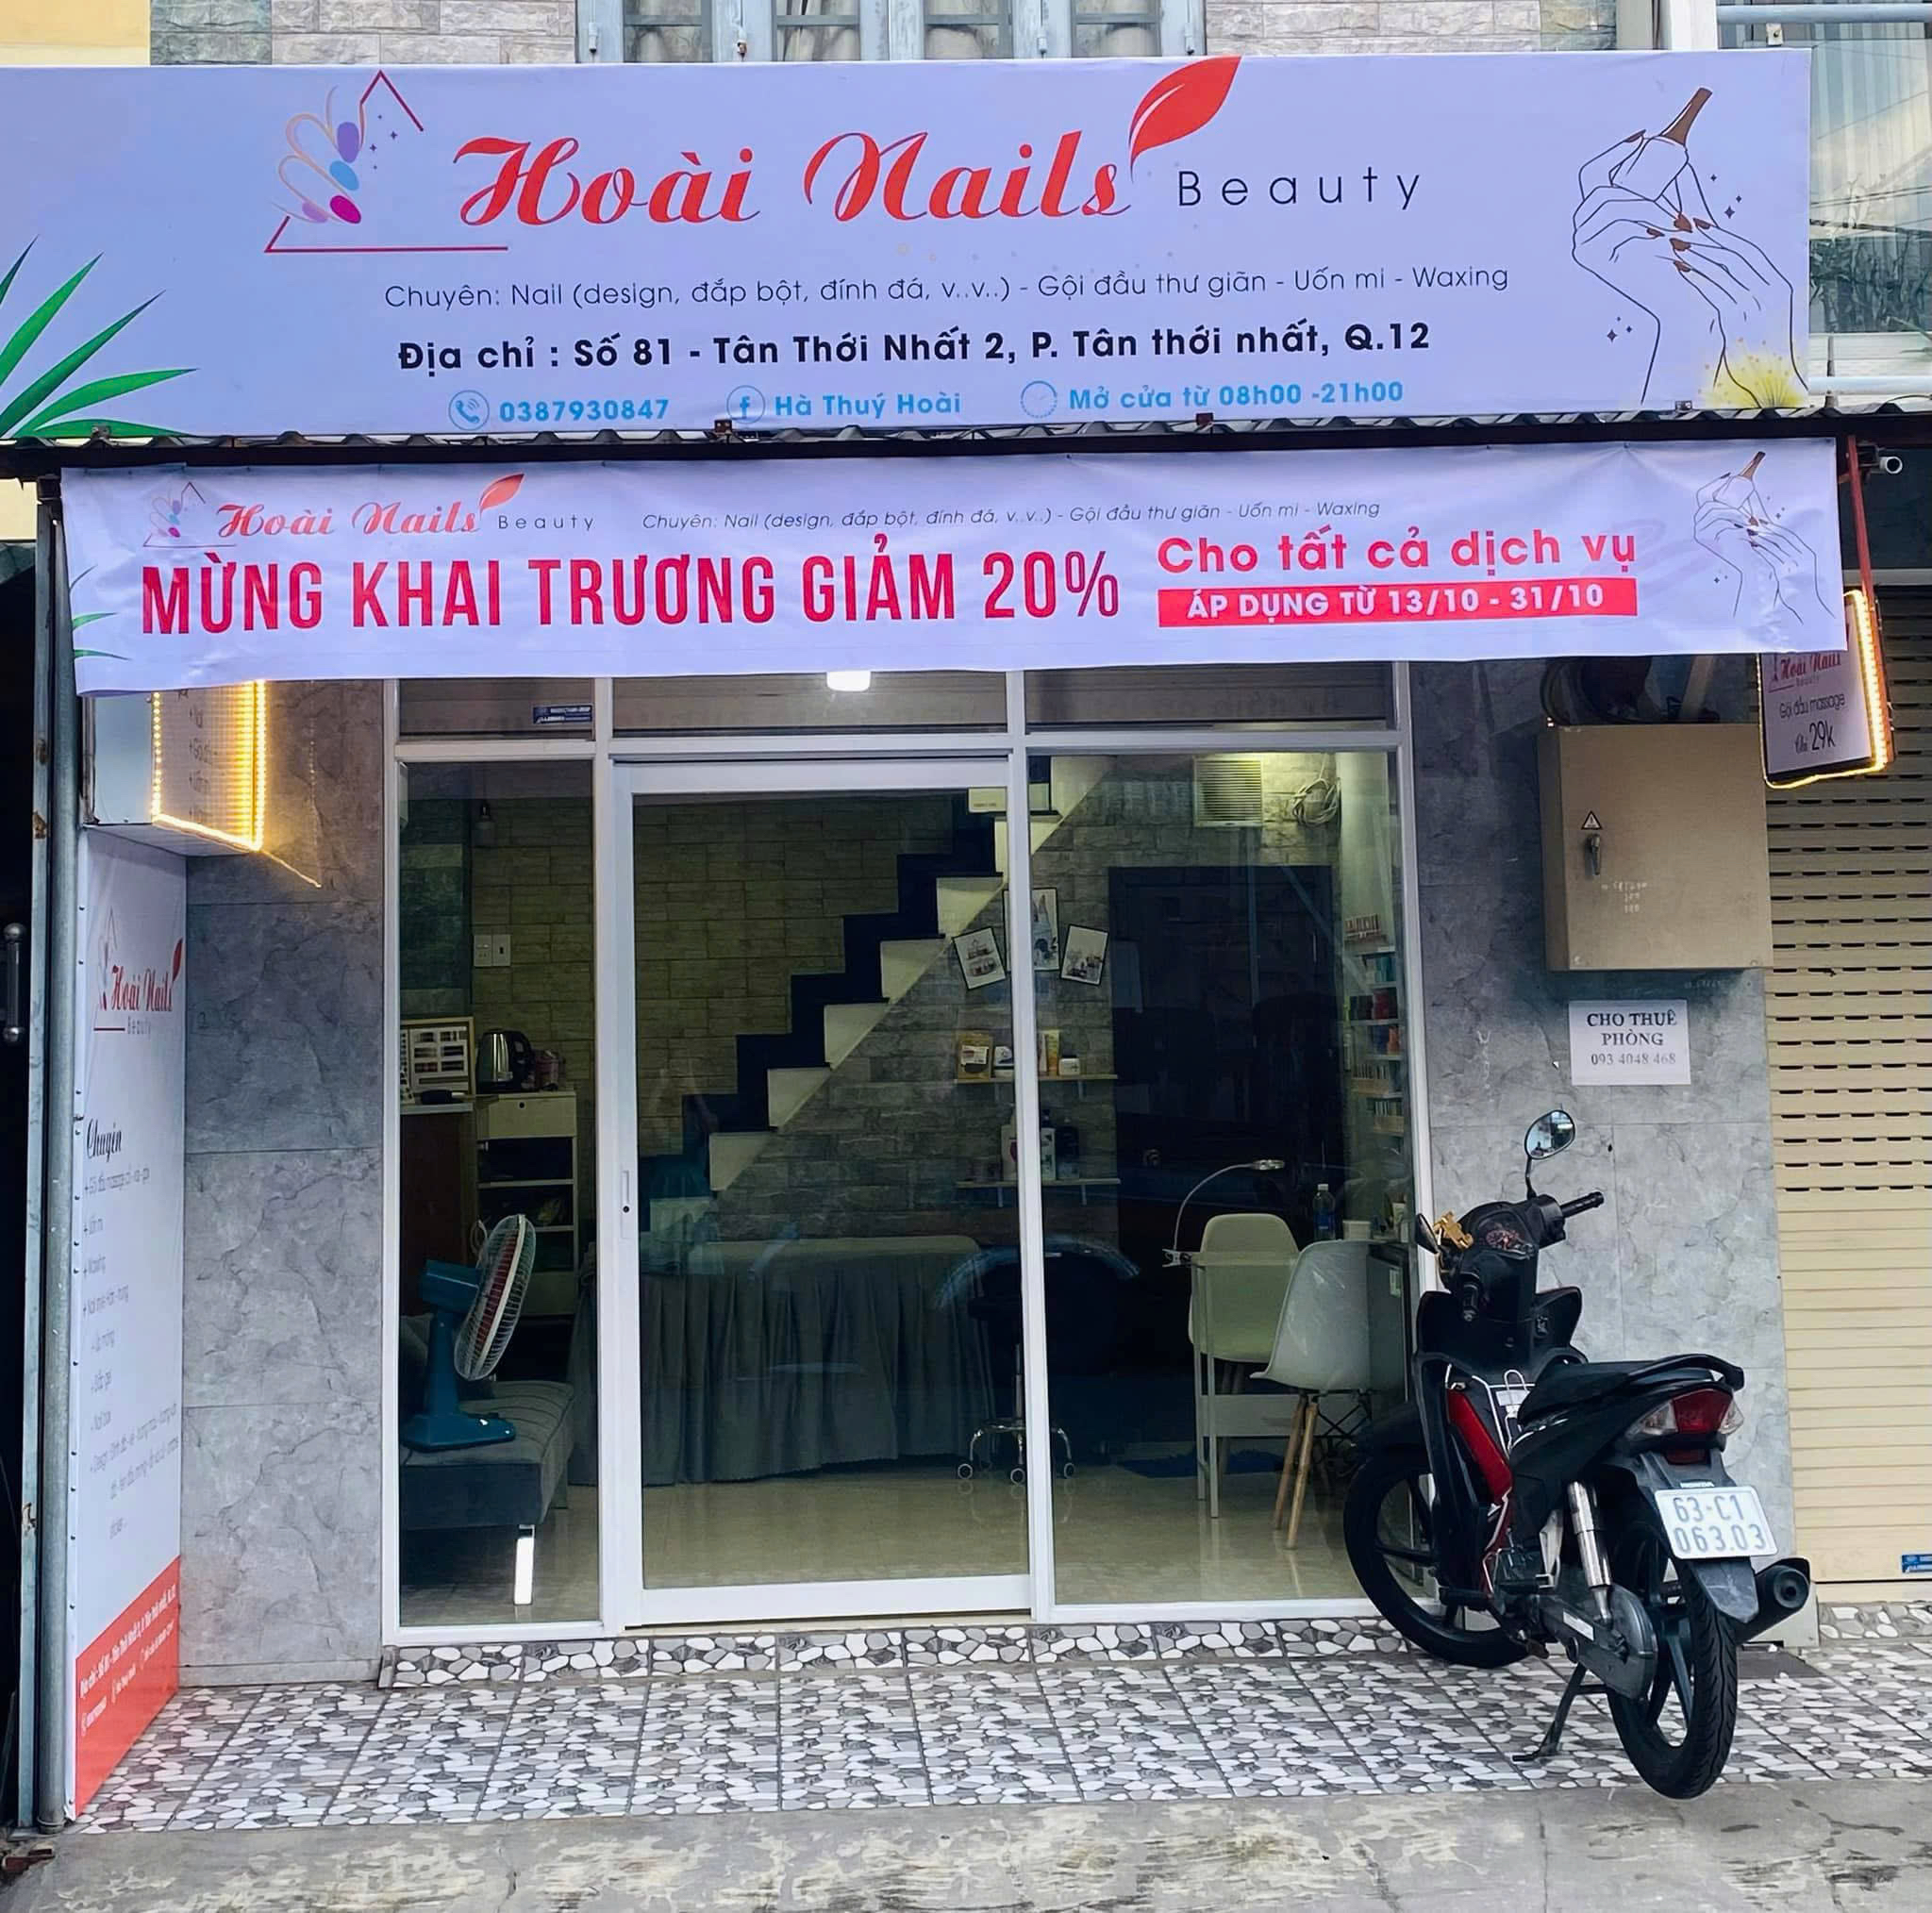 Hoài Nails Beauty
Chuyên: Nail (design, đắp bột, đính đá, v..v..) - Gội đầu thư giãn - Uốn mi - Waxing
Địa chỉ : Số 81 - Tân Thới Nhất 2, P. Tân thới nhất, Q.12
0387930847 f Hà Thuý Hoài Mở cửa từ 08h00 -21h00
Hoài Nails Beauty Chuyên: Nail (design, đắp bột, đính đá, v..v..) - Gội đầu thư giãn - Uốn mi - Waxing
MỪNG KHAI TRƯƠNG GIẢM 20%
Cho tất cả dịch vụ
ÁP DỤNG TỪ 13/10 - 31/10
Hoài Nails
Beauty
Gội đầu massage
Chỉ 29k
Hoài Nails
Beauty
Chuyên
+ Waxing
CHO THUÊ
PHÒNG
093 4048 468
HONDA
63-C1
063.03